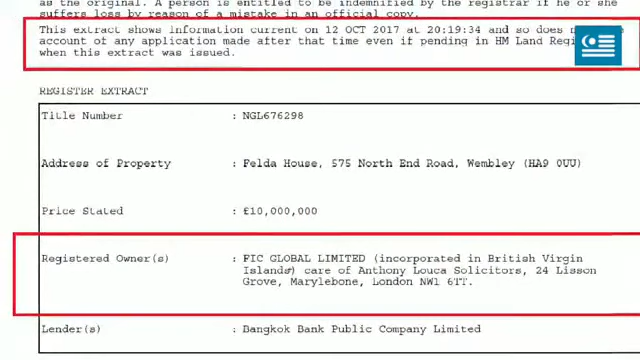 as the original. A person is entitled to be indemnified by the registrar if he or she
suffers loss by reason of a mistake in an official copy.
This extract shows information current on 12 OCT 2017 at 20:19:34 and so does
account of any application made after that time even if pending in HM Land
when this extract was issued.
REGISTER EXTRACT
Title Number : NGL676298
Address of Property : Felda House, 575 North End Road, Wembley (HA9 0UU)
Price Stated : £10,000,000
Registered Owner(s) : FIC GLOBAL LIMITED (incorporated in British Virgin
Islands) care of Anthony Louca Solicitors, 24 Lisson
Grove, Marylebone, London NW1 6TT.
Lender(s) : Bangkok Bank Public Company Limited